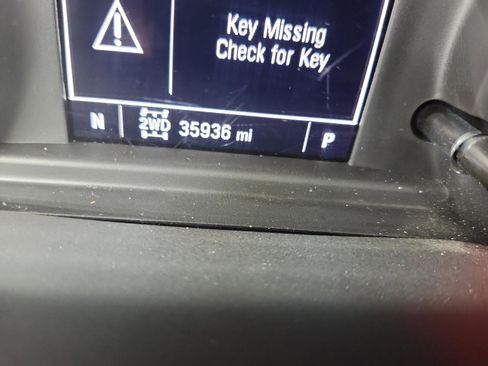 Key Missing
Check for Key
N 2WD 35936 mi P